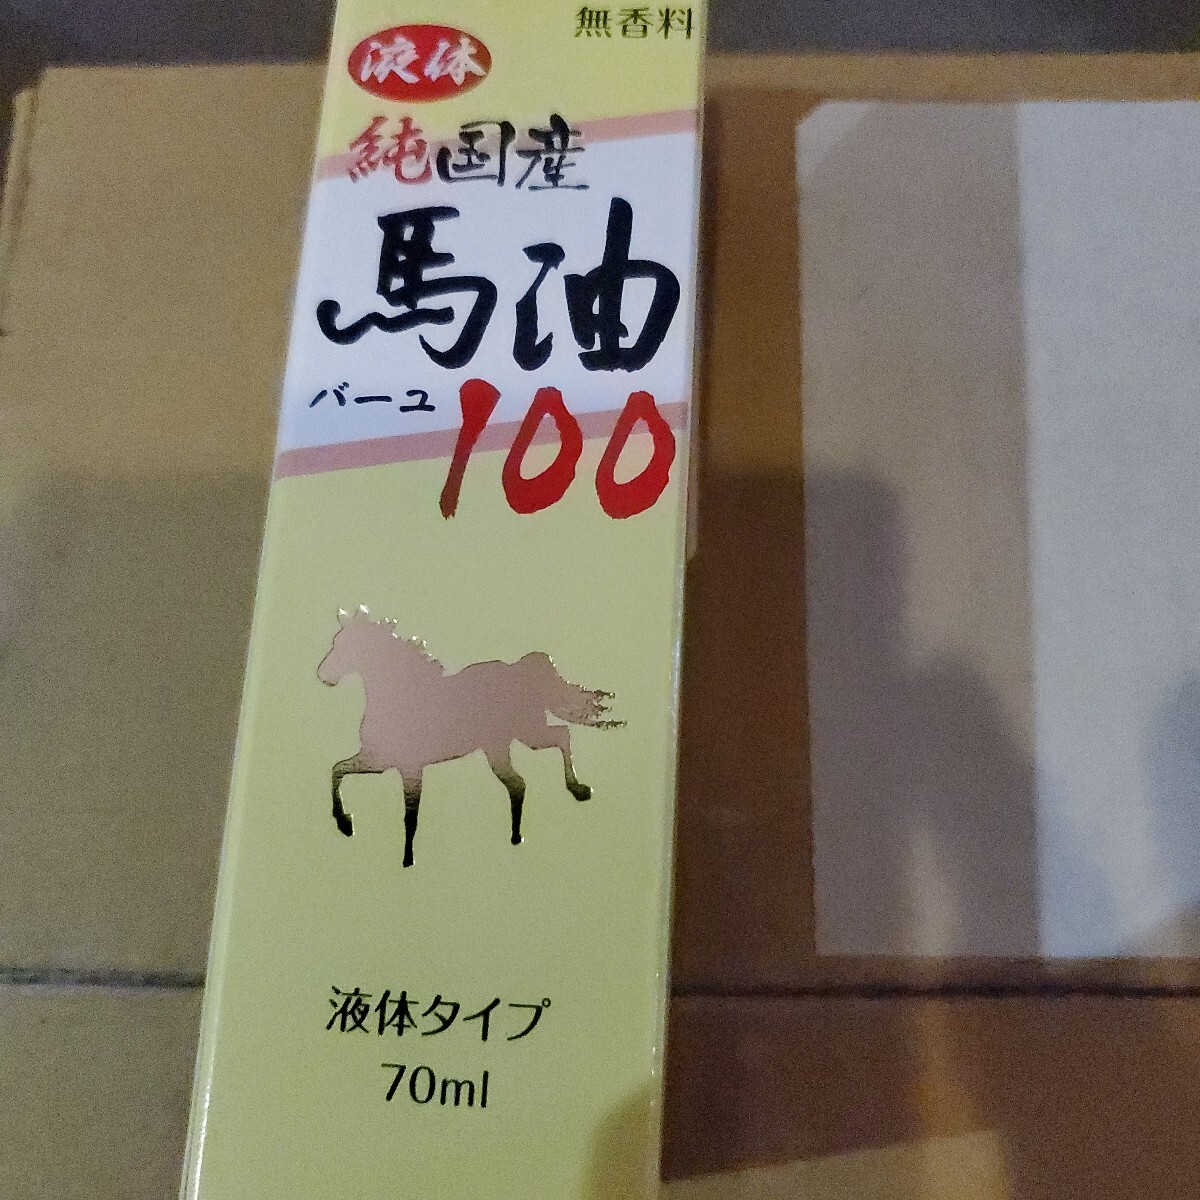 無香料
液体
純国産
馬油
バーユ 100
液体タイプ
70ml